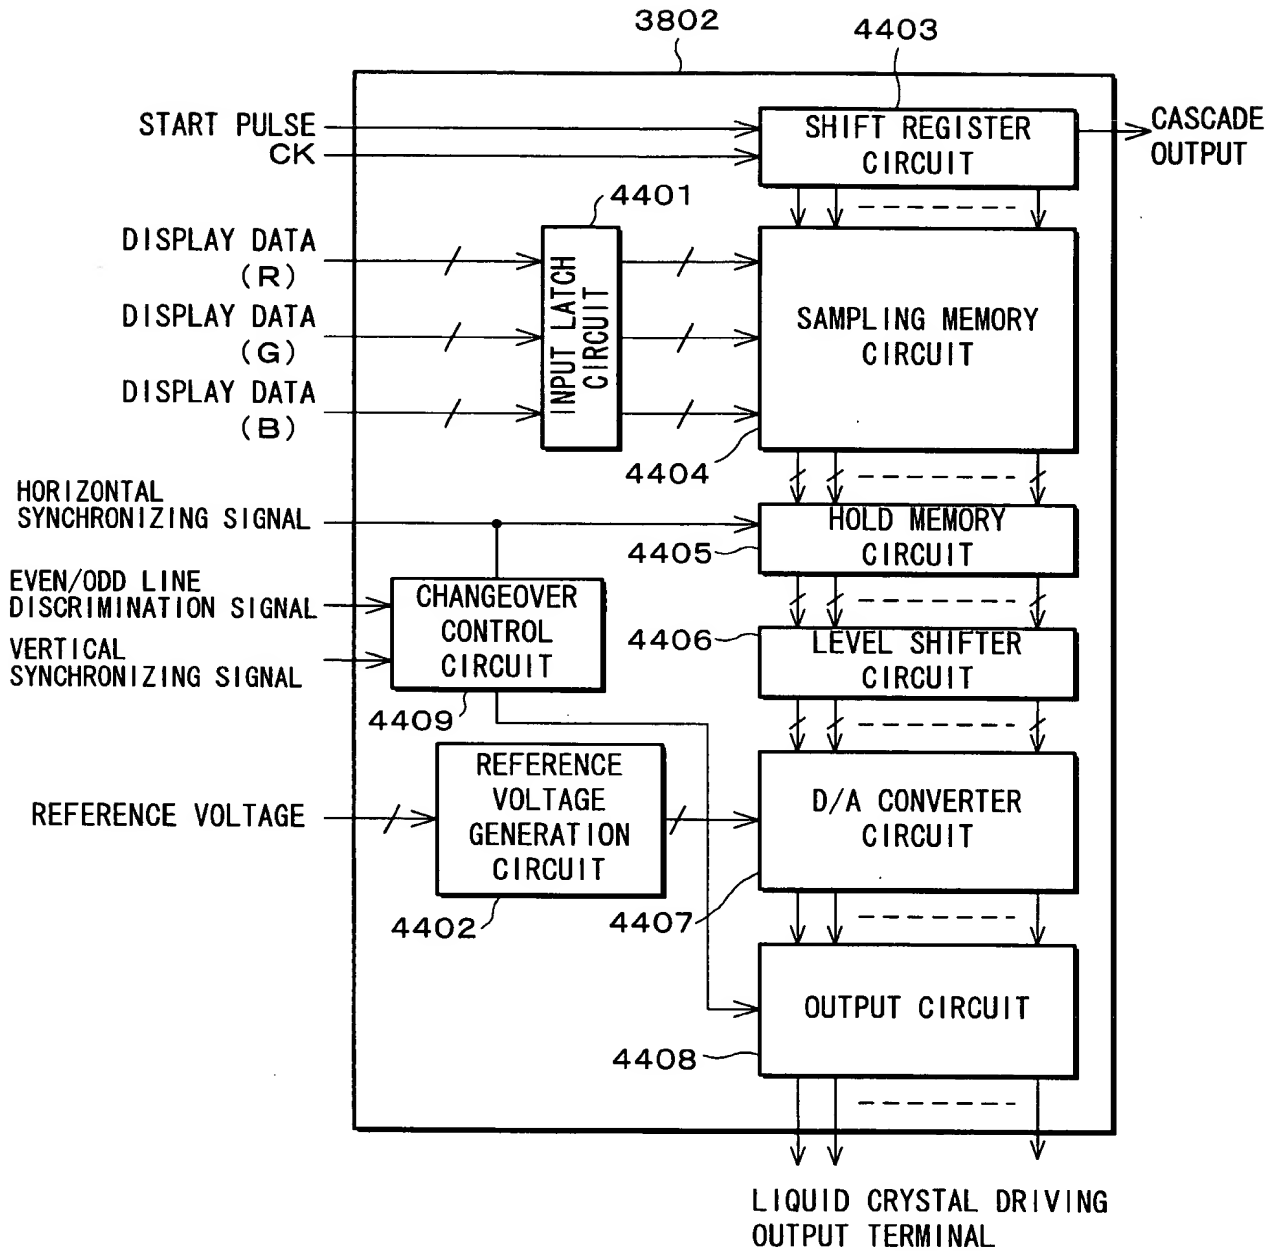 3802
4403
START PULSE
CK
SHIFT REGISTER
CIRCUIT
CASCADE
OUTPUT
4401
DISPLAY DATA
(R)
DISPLAY DATA
(G)
DISPLAY DATA
(B)
INPUT LATCH
CIRCUIT
SAMPLING MEMORY
CIRCUIT
4404
HORIZONTAL
SYNCHRONIZING SIGNAL
HOLD MEMORY
CIRCUIT
4405
EVEN/ODD LINE
DISCRIMINATION SIGNAL
VERTICAL
SYNCHRONIZING SIGNAL
CHANGEOVER
CONTROL
CIRCUIT
4409
4406
LEVEL SHIFTER
CIRCUIT
REFERENCE VOLTAGE
REFERENCE
VOLTAGE
GENERATION
CIRCUIT
4402
D/A CONVERTER
CIRCUIT
4407
OUTPUT CIRCUIT
4408
LIQUID CRYSTAL DRIVING
OUTPUT TERMINAL